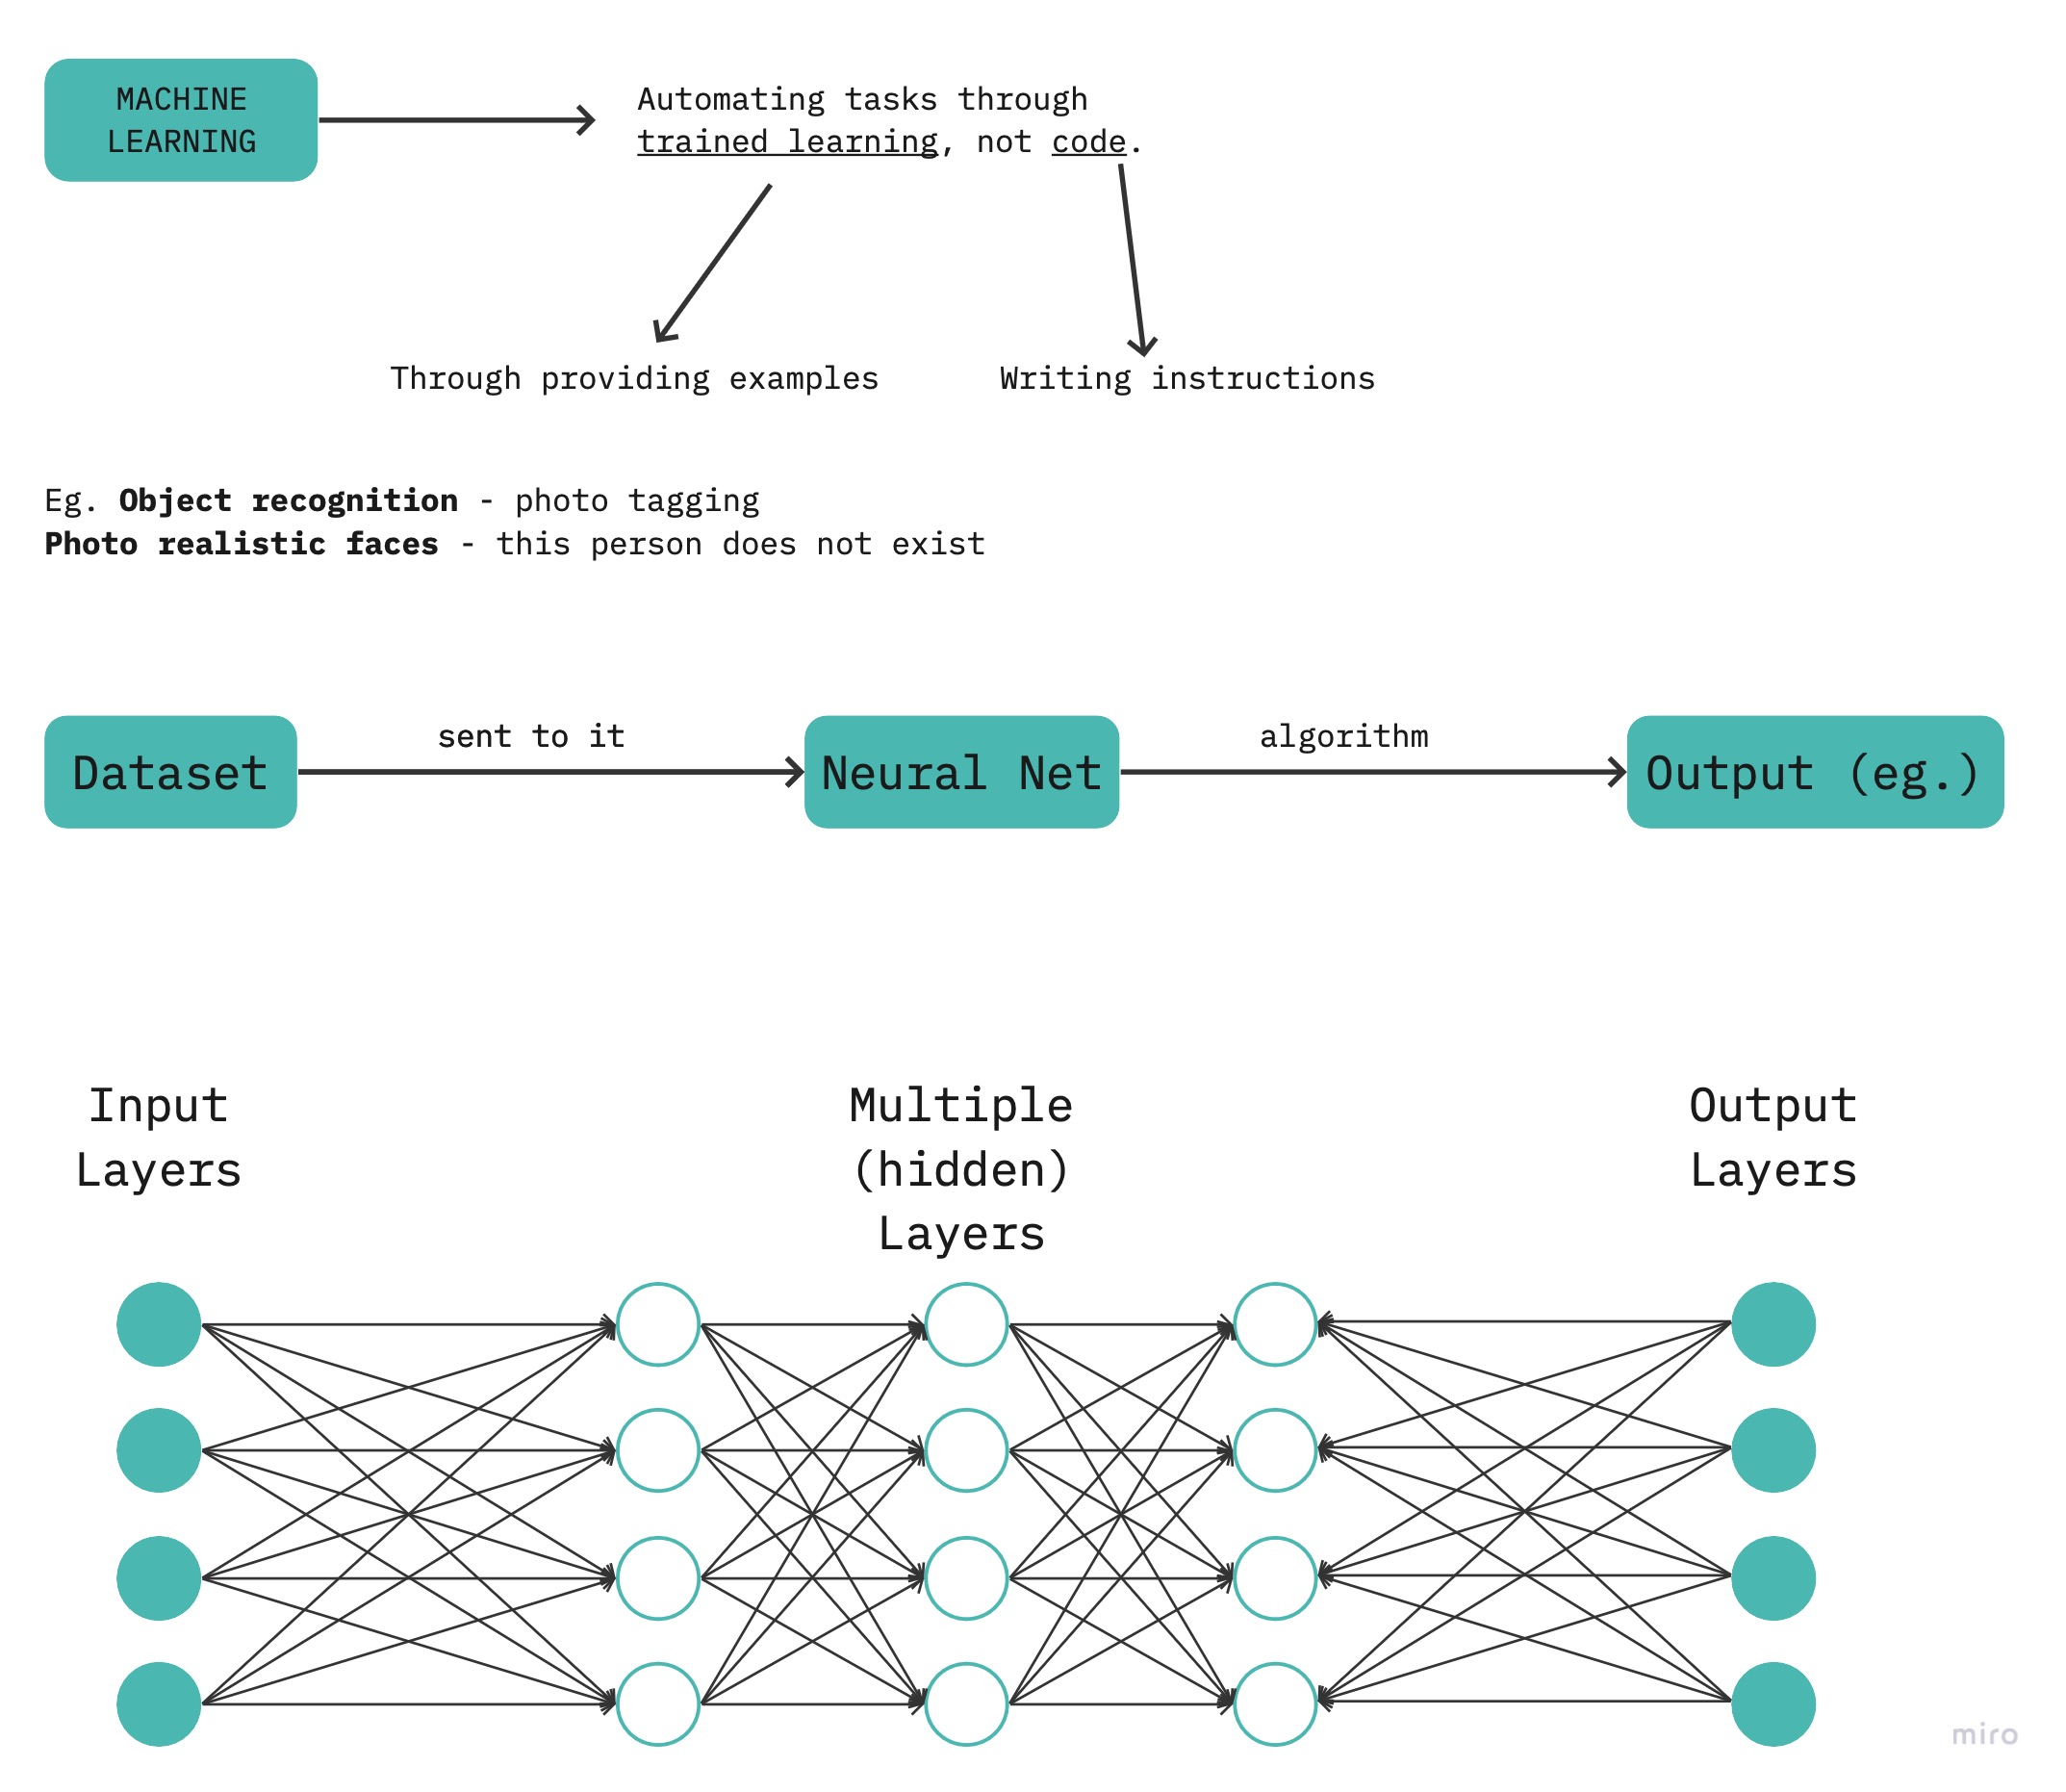 MACHINE
LEARNING
Automating tasks through
trained learning, not code.
Through providing examples
Writing instructions
Eg. Object recognition - photo tagging
Photo realistic faces - this person does not exist
Dataset
sent to it
Neural Net
algorithm
Output (eg.)
Input
Layers
Multiple
(hidden)
Layers
Output
Layers
miro